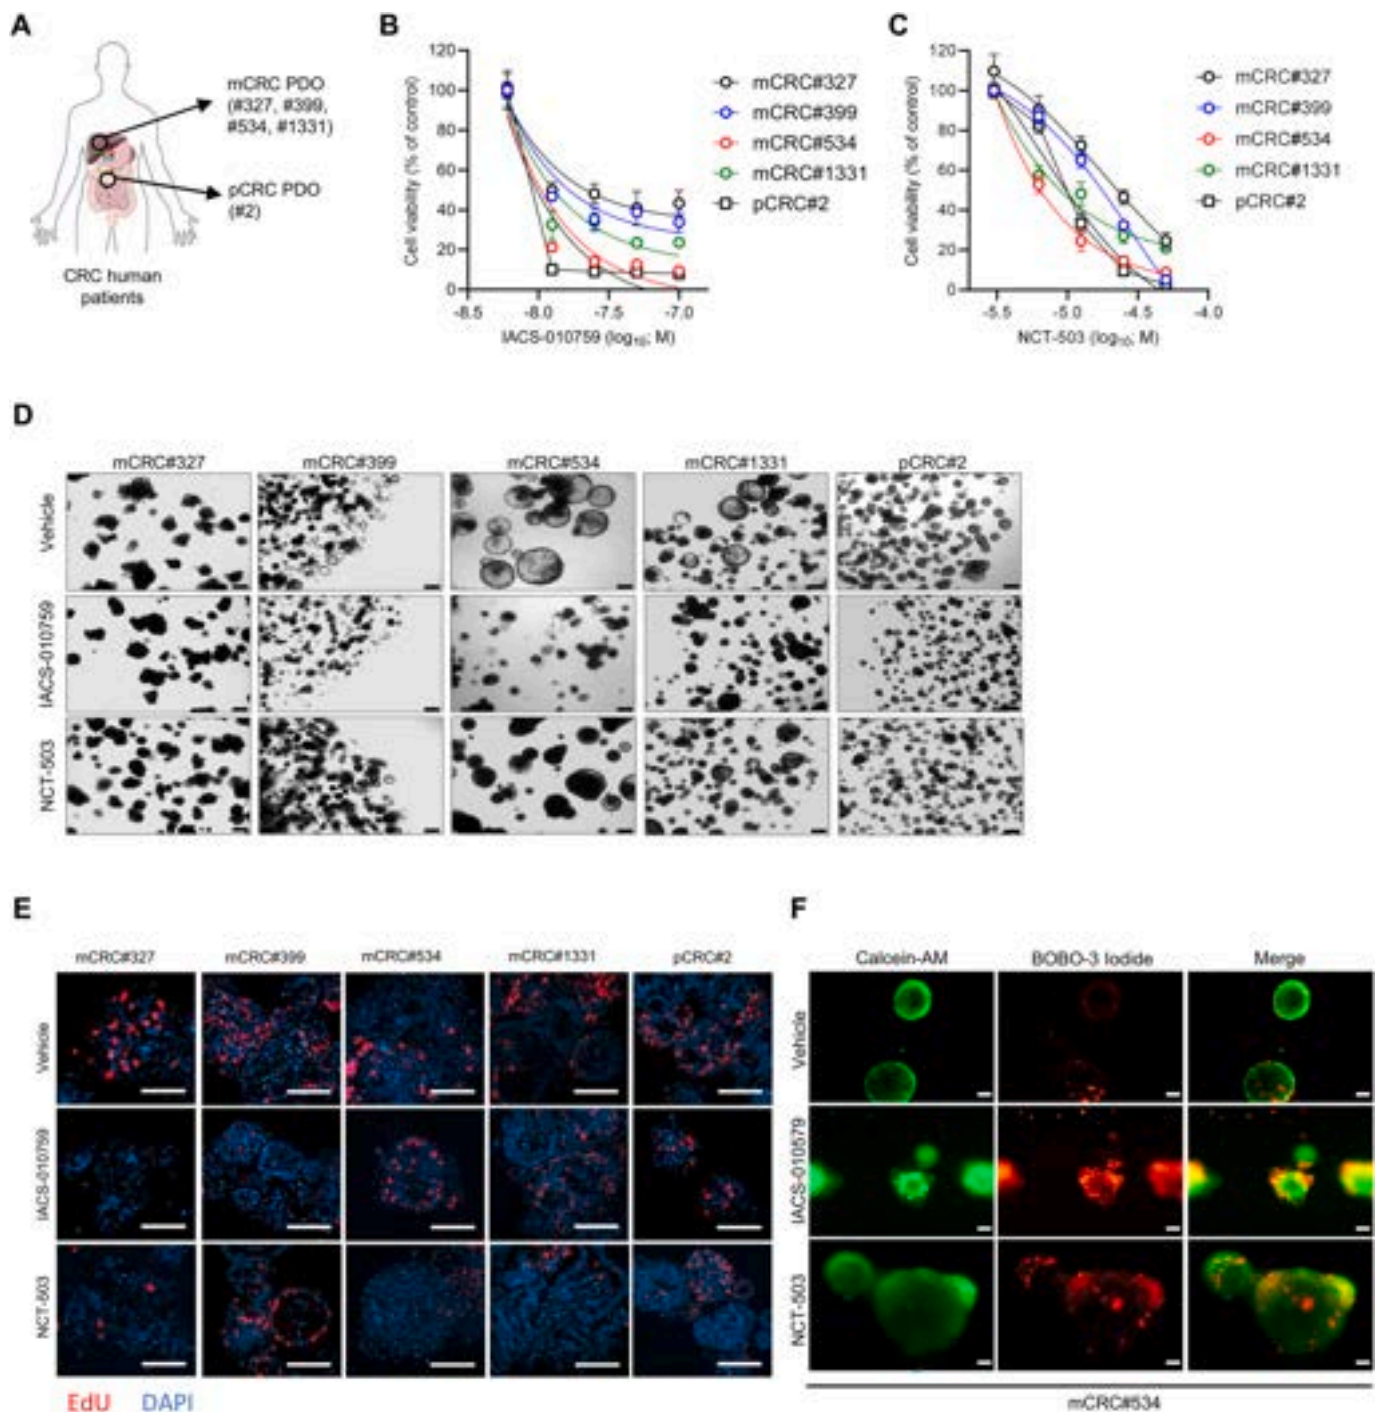 A
mCRC PDO
(#327, #399,
#534, #1331)
pCRC PDO
(#2)
CRC human
patients
B
Cell viability (% of control)
120
100
80
60
40
20
0
-8.5
-8.0
-7.5
-7.0
IACS-010759 (log₁₀; M)
mCRC#327
mCRC#399
mCRC#534
mCRC#1331
pCRC#2
C
Cell viability (% of control)
120
100
80
60
40
20
0
-5.5
-5.0
-4.5
-4.0
NCT-503 (log₁₀; M)
mCRC#327
mCRC#399
mCRC#534
mCRC#1331
pCRC#2
D
mCRC#327 mCRC#399 mCRC#534 mCRC#1331 pCRC#2
Vehicle
IACS-010759
NCT-503
E
mCRC#327 mCRC#399 mCRC#534 mCRC#1331 pCRC#2
Vehicle
IACS-010759
NCT-503
EdU DAPI
F
Calcein-AM BOBO-3 Iodide Merge
Vehicle
IACS-010579
NCT-503
mCRC#534